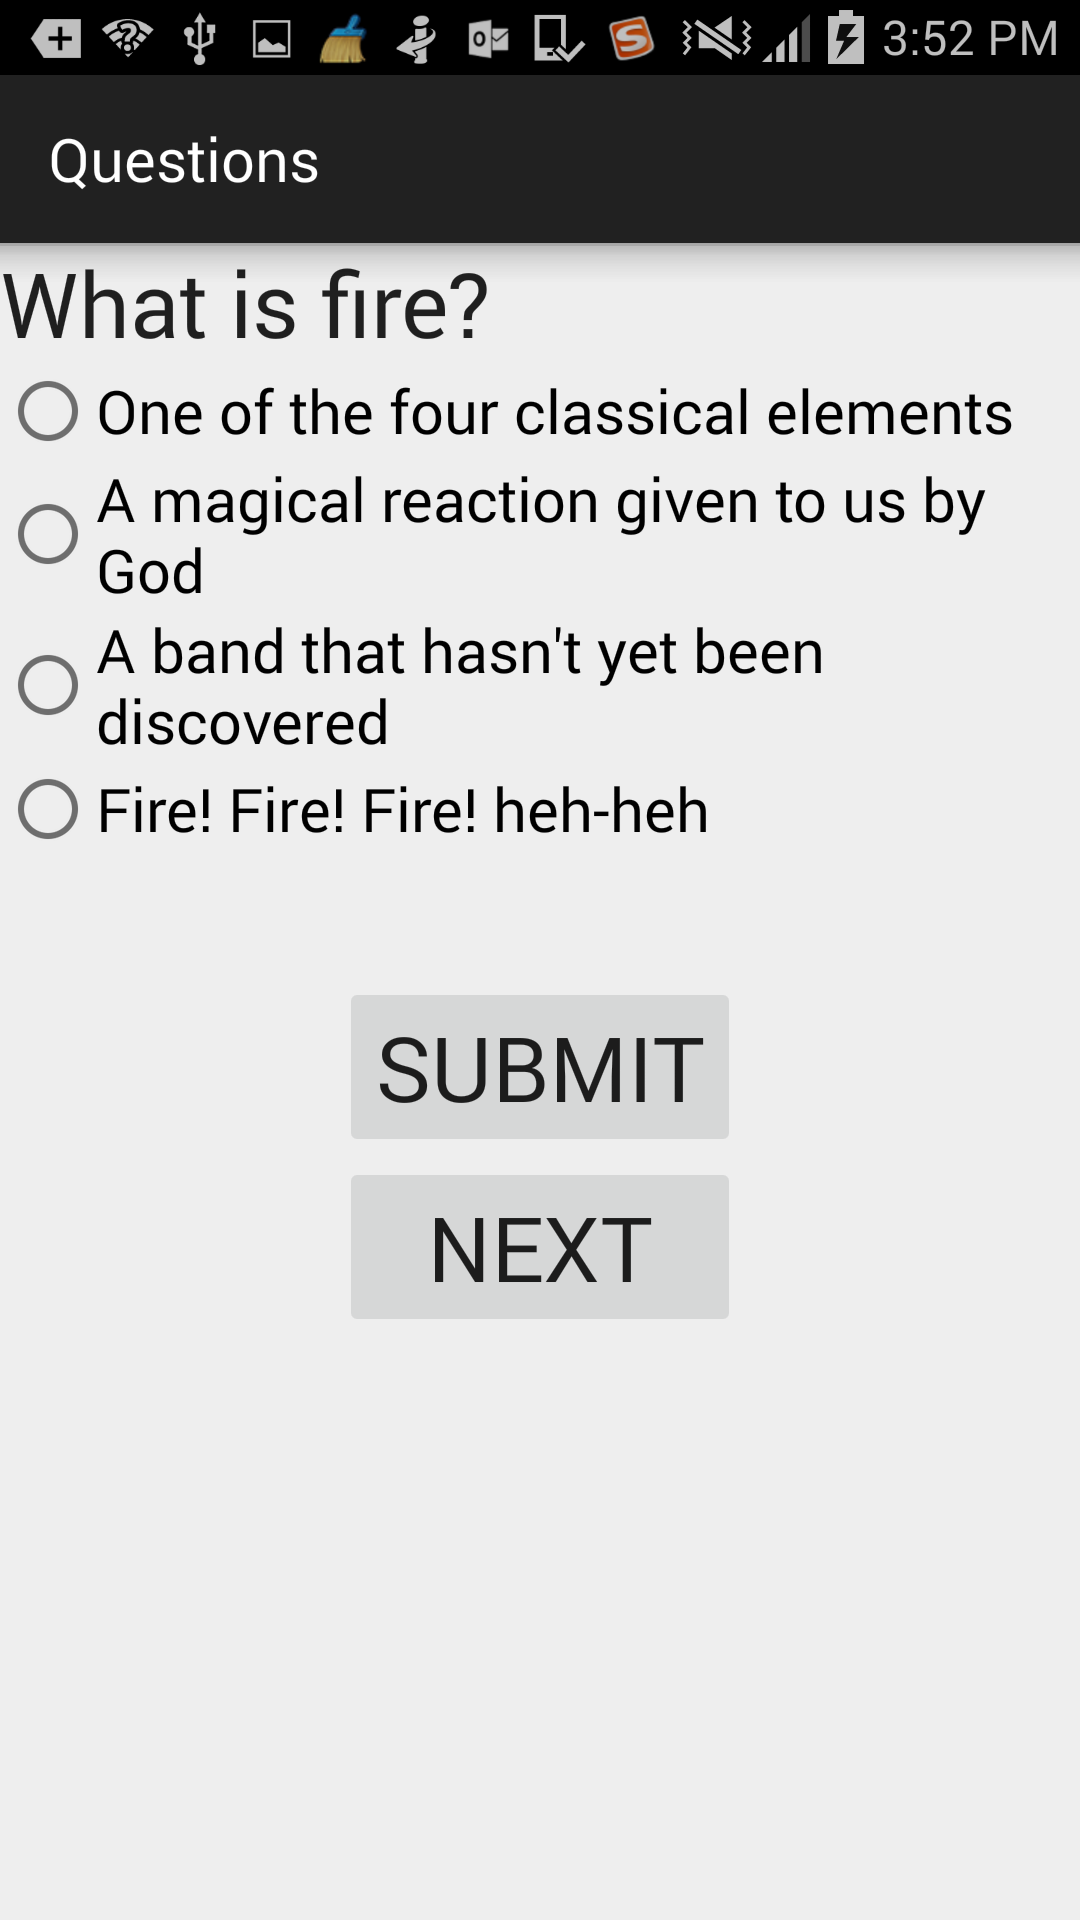 3:52 PM
Questions
What is fire?
One of the four classical elements
A magical reaction given to us by
God
A band that hasn't yet been
discovered
Fire! Fire! Fire! heh-heh
SUBMIT
NEXT